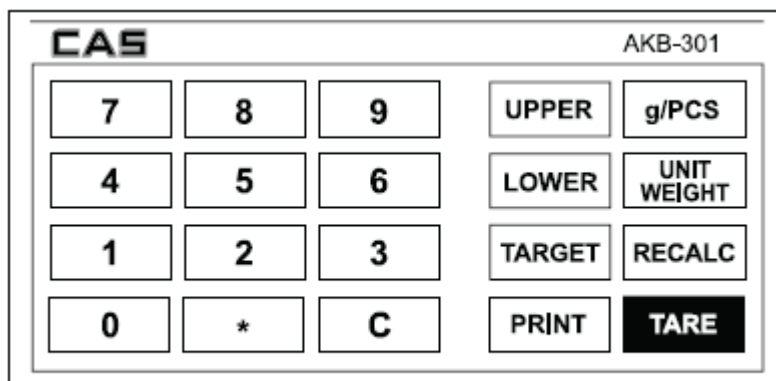 CAS AKB-301
7 8 9 UPPER g/PCS
4 5 6 LOWER UNIT WEIGHT
1 2 3 TARGET RECALC
0 * C PRINT TARE